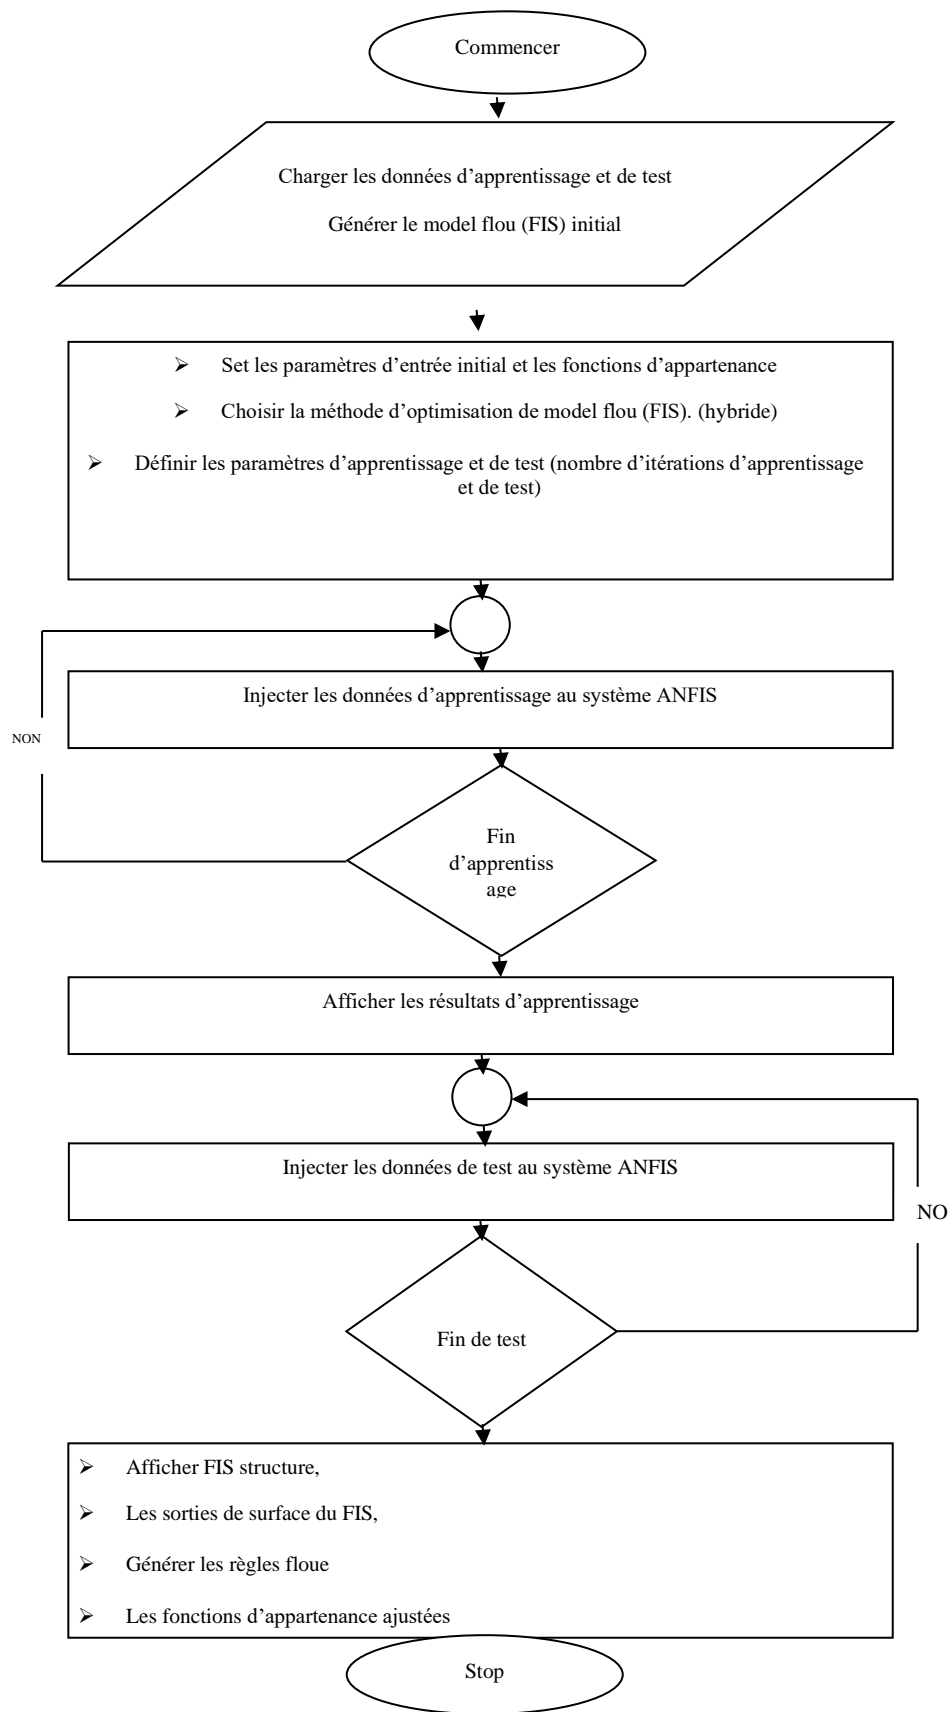 Commencer
Charger les données d’apprentissage et de test
Générer le model flou (FIS) initial
➢ Set les paramètres d’entrée initial et les fonctions d’appartenance
➢ Choisir la méthode d’optimisation de model flou (FIS). (hybride)
➢ Définir les paramètres d’apprentissage et de test (nombre d’itérations d’apprentissage
et de test)
Injecter les données d’apprentissage au système ANFIS
NON
Fin
d’apprentiss
age
Afficher les résultats d’apprentissage
Injecter les données de test au système ANFIS
NO
Fin de test
➢ Afficher FIS structure,
➢ Les sorties de surface du FIS,
➢ Générer les règles floue
➢ Les fonctions d’appartenance ajustées
Stop